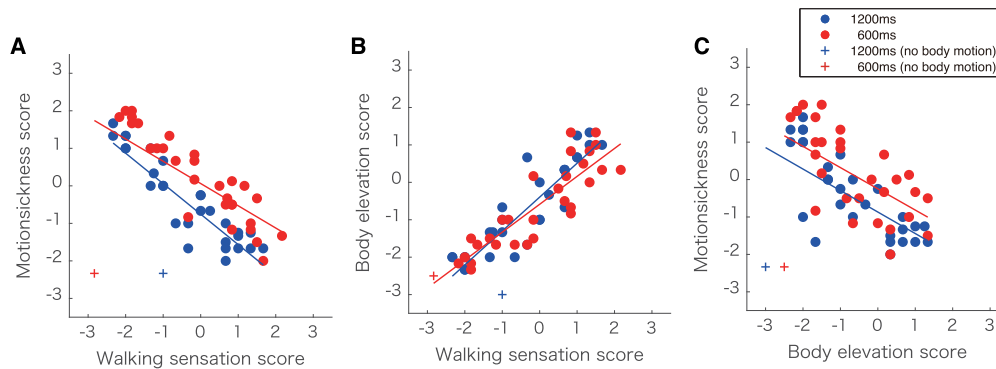 1200ms
600ms
1200ms (no body motion)
600ms (no body motion)
A
Motionsickness score
3
2
1
0
-1
-2
-3
-3 -2 -1 0 1 2 3
Walking sensation score
B
Body elevation score
3
2
1
0
-1
-2
-3
-3 -2 -1 0 1 2 3
Walking sensation score
C
Motionsickness score
3
2
1
0
-1
-2
-3
-3 -2 -1 0 1 2 3
Body elevation score